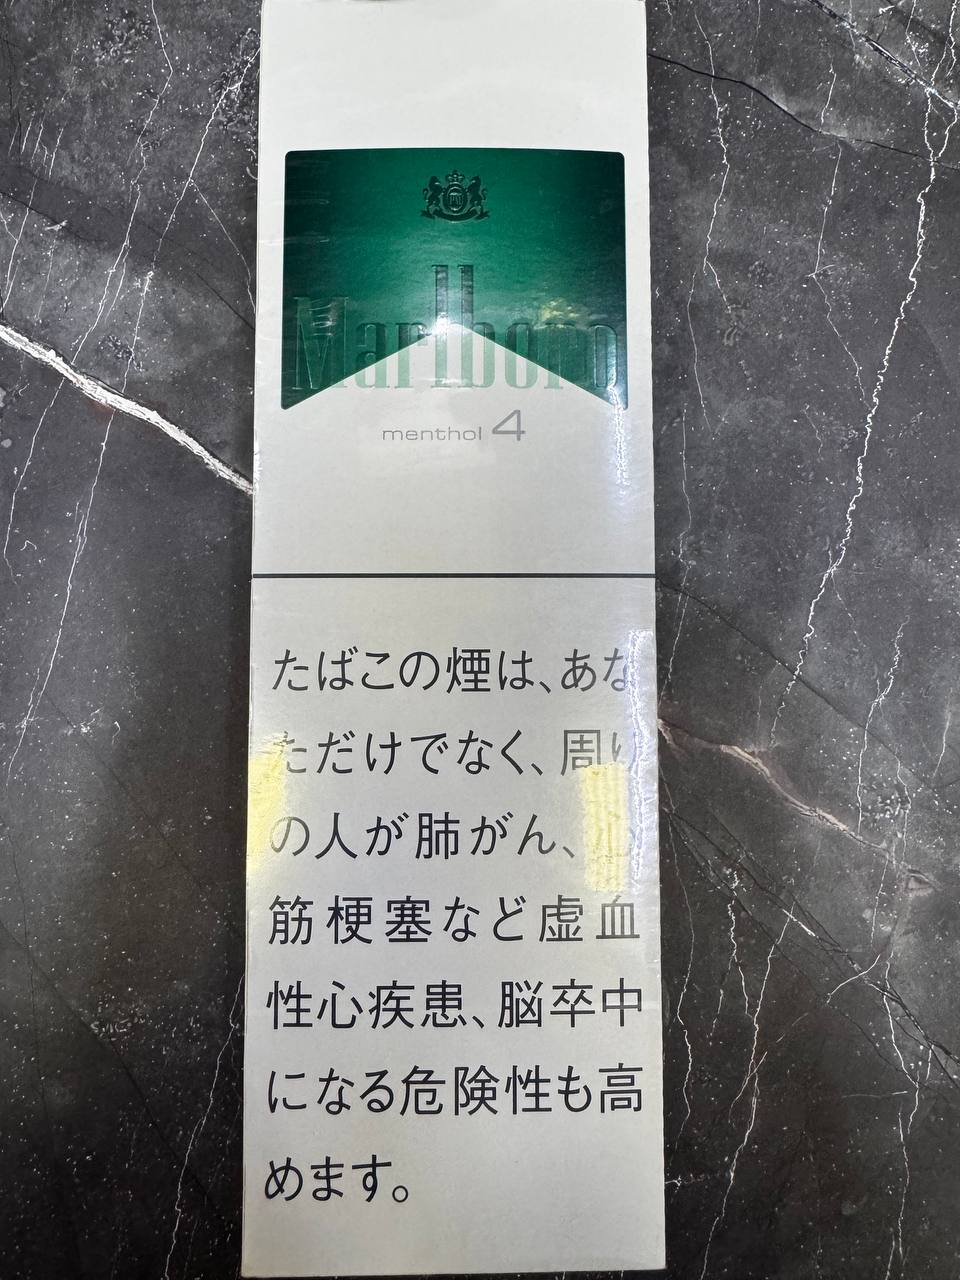 Marlboro
menthol 4
たばこの煙は、あな
ただけでなく、周り
の人が肺がん、心
筋梗塞など虚血
性心疾患、脳卒中
になる危険性も高
めます。